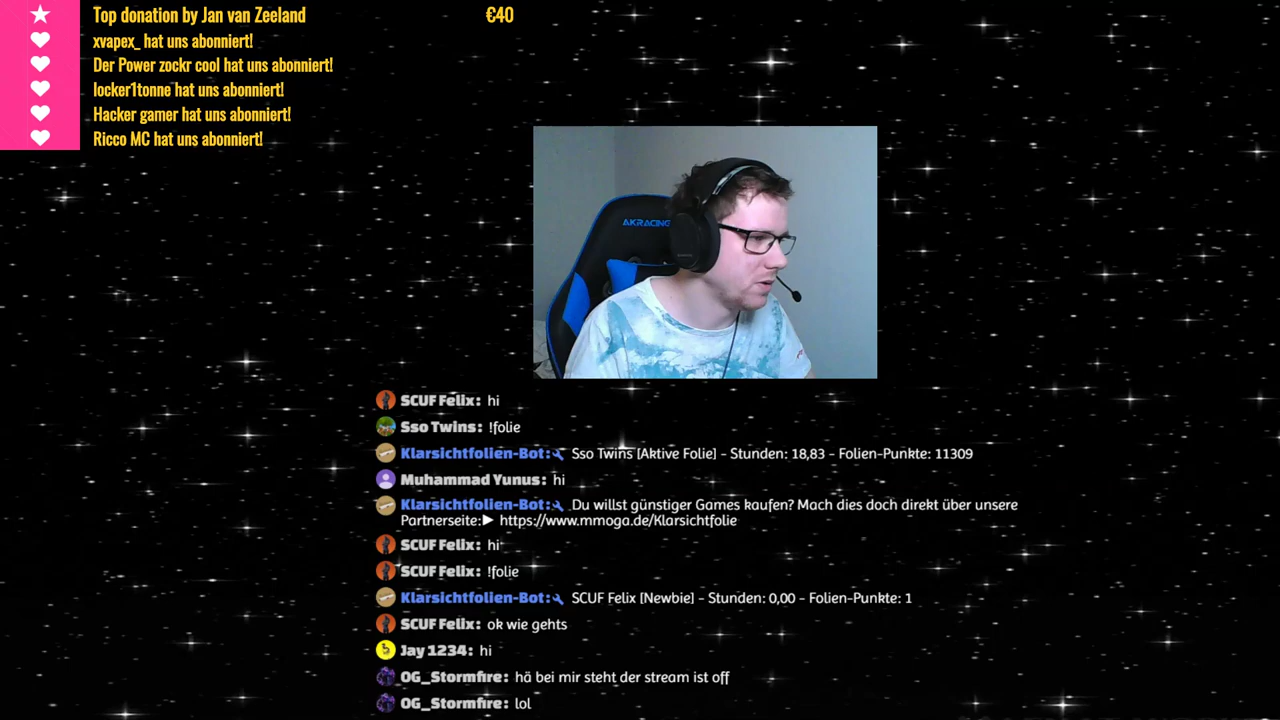 Top donation by Jan van Zeeland €40
xvapex_ hat uns abonniert!
Der Power zockr cool hat uns abonniert!
locker1tonne hat uns abonniert!
Hacker gamer hat uns abonniert!
Ricco MC hat uns abonniert!
AKRACING
SCUF Felix: hi
Sso Twins: !folie
Klarsichtfolien-Bot: Sso Twins [Aktive Folie] - Stunden: 18,83 - Folien-Punkte: 11309
Muhammad Yunus: hi
Klarsichtfolien-Bot: Du willst günstiger Games kaufen? Mach dies doch direkt über unsere
Partnerseite:► https://www.mmoga.de/Klarsichtfolie
SCUF Felix: hi
SCUF Felix: !folie
Klarsichtfolien-Bot: SCUF Felix [Newbie] - Stunden: 0,00 - Folien-Punkte: 1
SCUF Felix: ok wie gehts
Jay 1234: hi
OG_Stormfire: hä bei mir steht der stream ist off
OG_Stormfire: lol